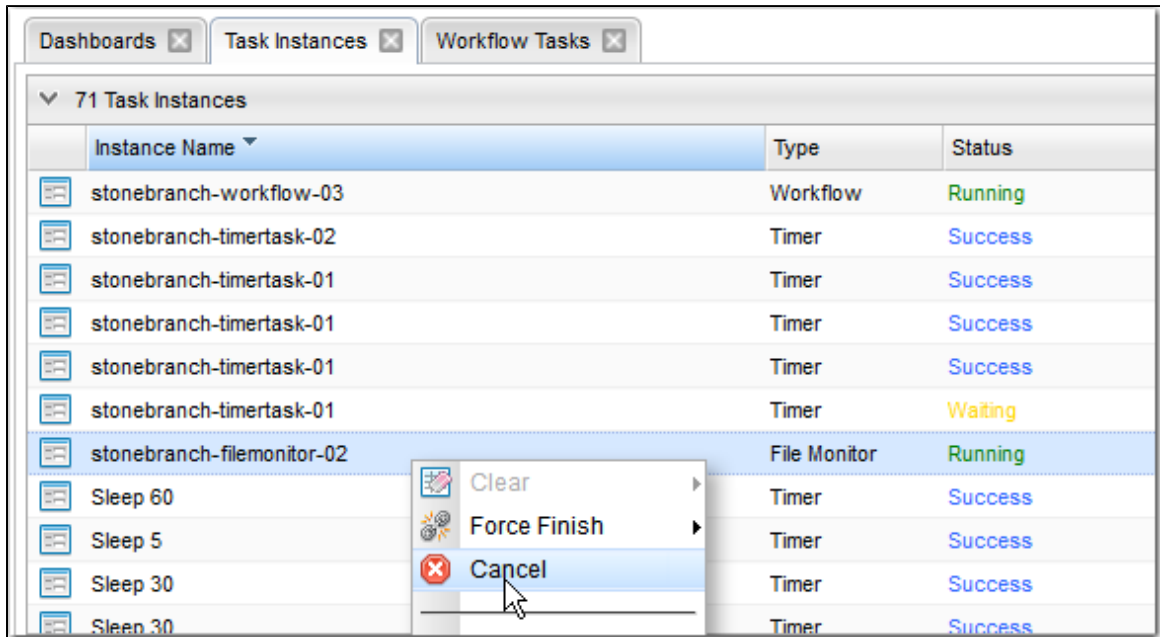 Dashboards Task Instances Workflow Tasks
71 Task Instances
Instance Name Type Status
stonebranch-workflow-03 Workflow Running
stonebranch-timertask-02 Timer Success
stonebranch-timertask-01 Timer Success
stonebranch-timertask-01 Timer Success
stonebranch-timertask-01 Timer Success
stonebranch-timertask-01 Timer Waiting
stonebranch-filemonitor-02 File Monitor Running
Clear
Sleep 60 Timer Success
Force Finish
Sleep 5 Timer Success
Cancel
Sleep 30 Timer Success
Sleep 30 Timer Success